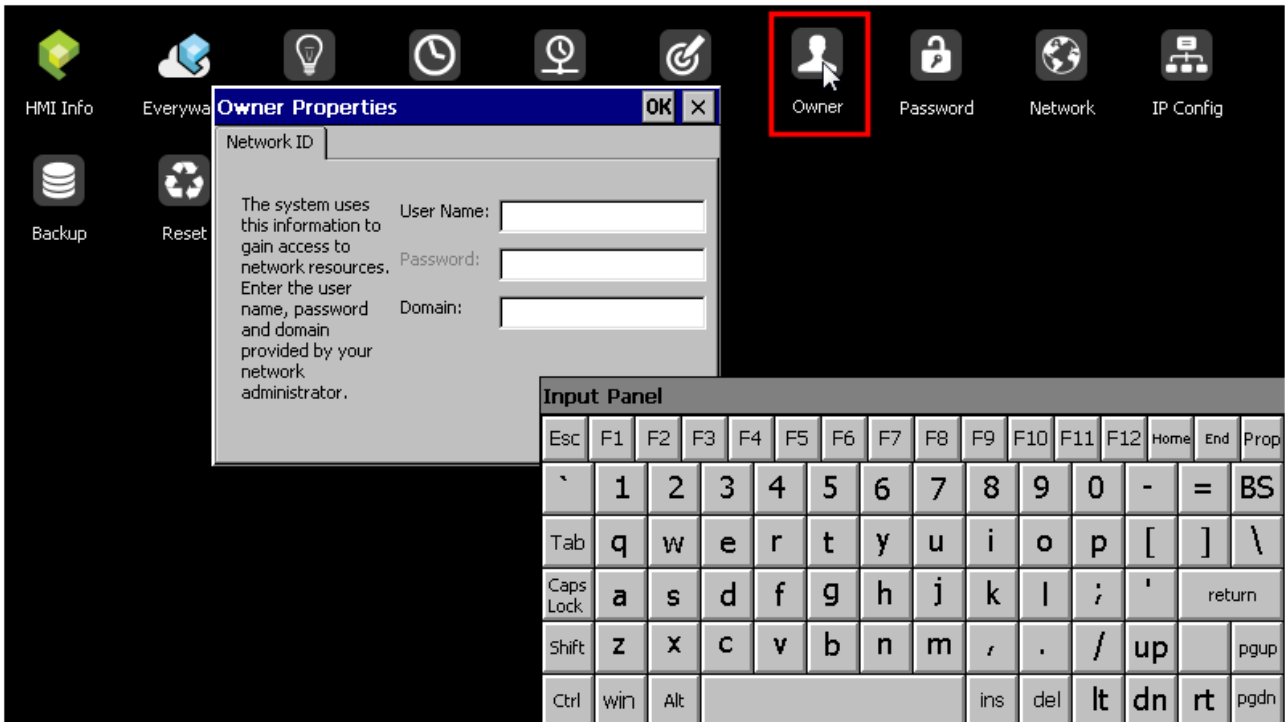 HMI Info
Everywa
Owner
Password
Network
IP Config
Backup
Reset
Owner Properties OK ×
Network ID
The system uses
this information to
gain access to
network resources.
Enter the user
name, password
and domain
provided by your
network
administrator.
User Name:
Password:
Domain:
Input Panel
Esc F1 F2 F3 F4 F5 F6 F7 F8 F9 F10 F11 F12 Home End Prop
` 1 2 3 4 5 6 7 8 9 0 - = BS
Tab q w e r t y u i o p [ ] \
Caps Lock a s d f g h j k l ; ' return
Shift z x c v b n m , . / up pgup
Ctrl win Alt ins del lt dn rt pgdn